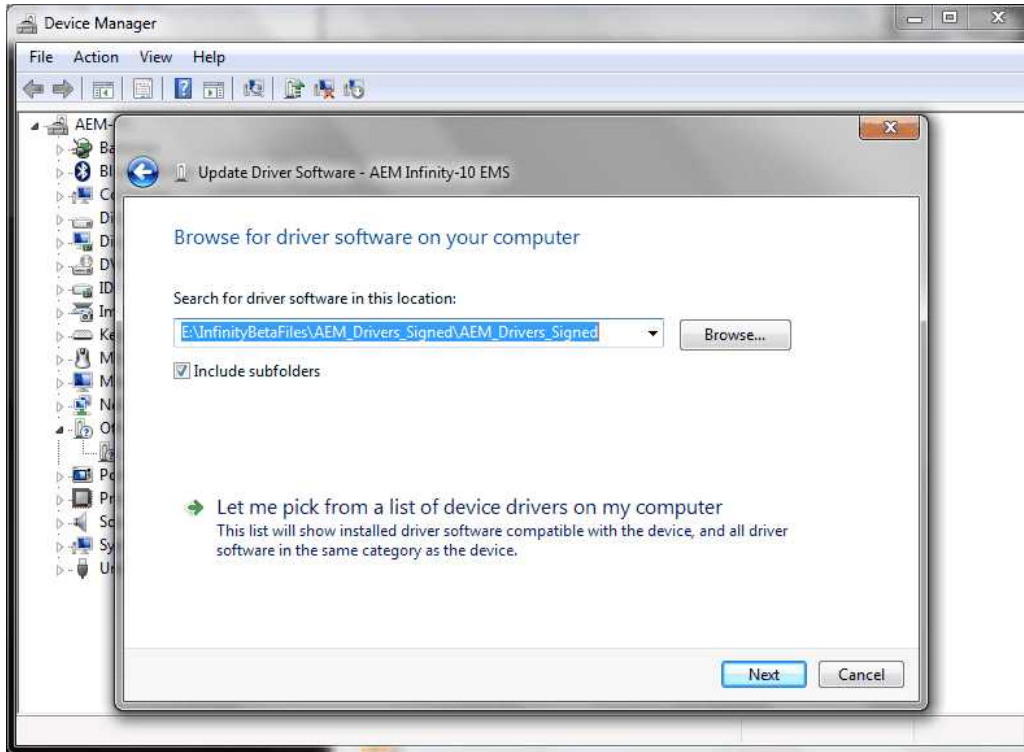 Device Manager
File Action View Help
AEM-
Update Driver Software - AEM Infinity-10 EMS
Browse for driver software on your computer
Search for driver software in this location:
E:\InfinityBetaFiles\AEM_Drivers_Signed\AEM_Drivers_Signed
Browse...
Include subfolders
Let me pick from a list of device drivers on my computer
This list will show installed driver software compatible with the device, and all driver
software in the same category as the device.
Next Cancel